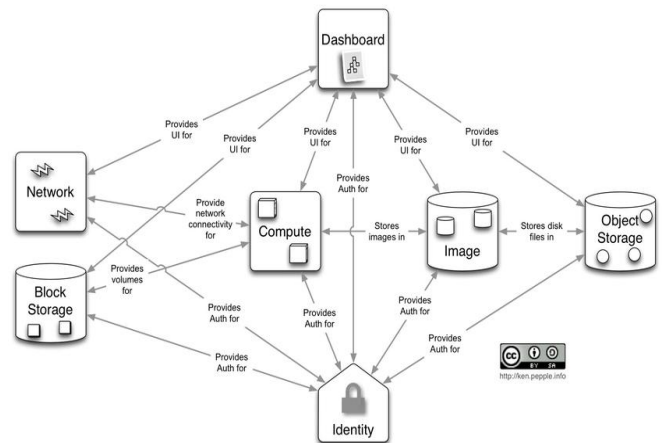 Dashboard
Provides
UI for
Provides
UI for
Provides
UI for
Provides
UI for
Provides
UI for
Provides
Auth for
Network
Provide
network
connectivity
for
Compute
Stores
images in
Image
Stores disk
files in
Object
Storage
Block
Storage
Provides
volumes
for
Provides
Auth for
Provides
Auth for
Provides
Auth for
Provides
Auth for
Provides
Auth for
Identity
cc
BY SA
http://ken.pepple.info